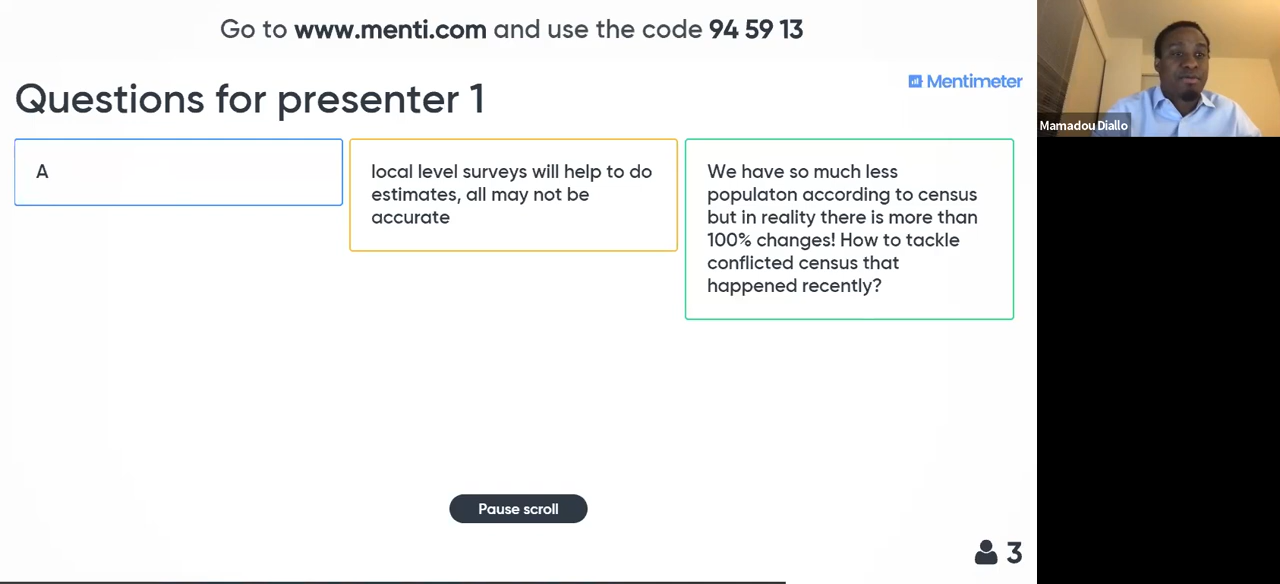 Go to www.menti.com and use the code 94 59 13
Mentimeter
Questions for presenter 1
A
local level surveys will help to do
estimates, all may not be
accurate
We have so much less
populaton according to census
but in reality there is more than
100% changes! How to tackle
conflicted census that
happened recently?
Pause scroll
3
Mamadou Diallo